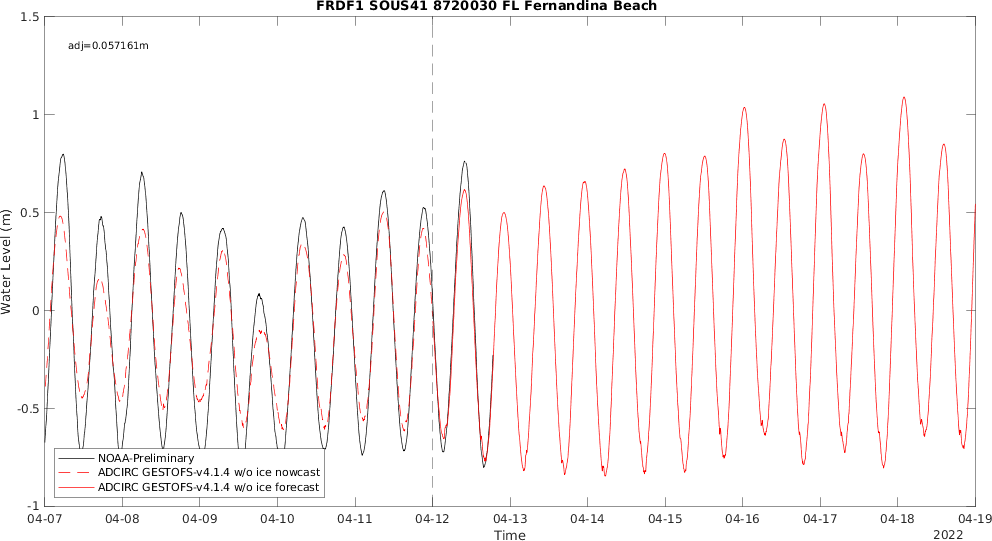 FRDF1 SOUS41 8720030 FL Fernandina Beach
adj=0.057161m
1.5
1
0.5
0
-0.5
-1
Water Level (m)
NOAA-Preliminary
ADCIRC GESTOFS-v4.1.4 w/o ice nowcast
ADCIRC GESTOFS-v4.1.4 w/o ice forecast
04-07 04-08 04-09 04-10 04-11 04-12 04-13 04-14 04-15 04-16 04-17 04-18 04-19
Time
2022